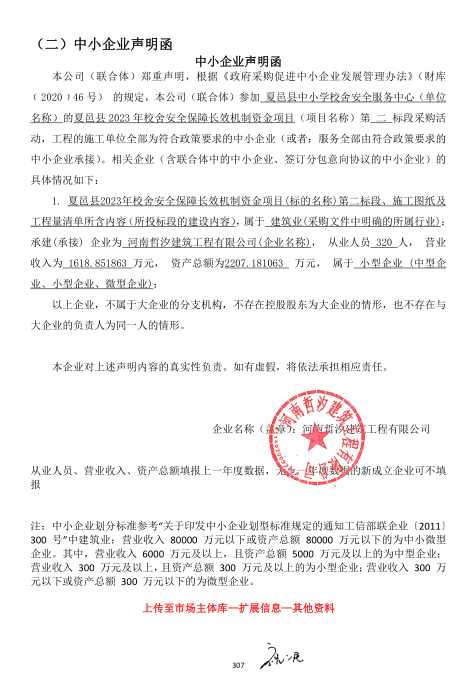 （二）中小企业声明函
中小企业声明函
本公司（联合体）郑重声明，根据《政府采购促进中小企业发展管理办法》（财库
﹝2020﹞46号） 的规定，本公司（联合体）参加 夏邑县中小学校舍安全服务中心（单位
名称）的夏邑县 2023 年校舍安全保障长效机制资金项目（项目名称）第 二 标段采购活
动，工程的施工单位全部为符合政策要求的中小企业（或者：服务全部由符合政策要求的
中小企业承接）。相关企业（含联合体中的中小企业、签订分包意向协议的中小企业）的
具体情况如下：
1. 夏邑县2023年校舍安全保障长效机制资金项目(标的名称)第二标段、施工图纸及
工程量清单所含内容（所投标段的建设内容），属于 建筑业(采购文件中明确的所属行业)；
承建(承接) 企业为 河南哲汐建筑工程有限公司(企业名称)， 从业人员 320 人， 营业
收入为 1618.851863 万元， 资产总额为2207.181063 万元， 属于 小型企业 (中型企
业、小型企业、微型企业)；
以上企业，不属于大企业的分支机构，不存在控股股东为大企业的情形，也不存在与
大企业的负责人为同一人的情形。
本企业对上述声明内容的真实性负责。如有虚假，将依法承担相应责任。
企业名称（盖章）：河南哲汐建筑工程有限公司
河南哲汐建筑工程有限公司
从业人员、营业收入、资产总额填报上一年度数据，无上一年度数据的新成立企业可不填
报
注：中小企业划分标准参考“关于印发中小企业划型标准规定的通知工信部联企业〔2011〕
300 号”中建筑业；营业收入 80000 万元以下或资产总额 80000 万元以下的为中小微型
企业。其中，营业收入 6000 万元及以上，且资产总额 5000 万元及以上的为中型企业；
营业收入 300 万元及以上，且资产总额 300 万元及以上的为小型企业；营业收入 300 万
元以下或资产总额 300 万元以下的为微型企业。
上传至市场主体库—扩展信息—其他资料
307